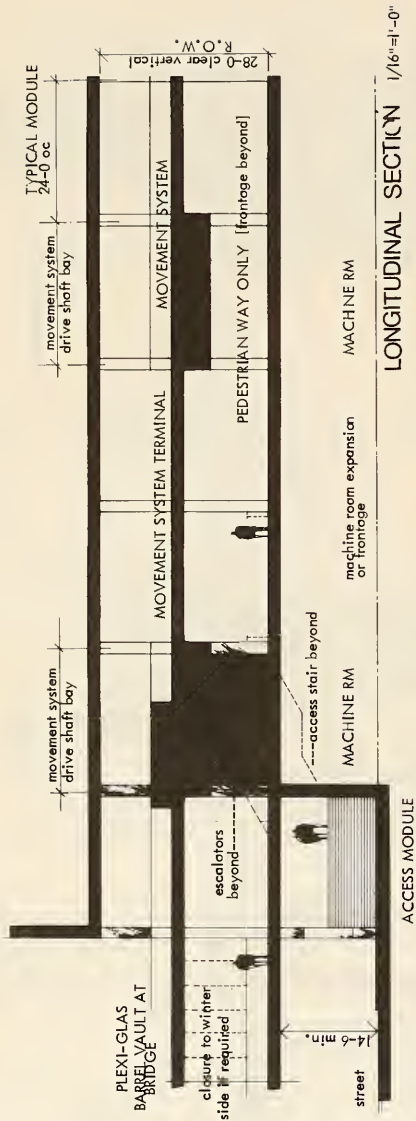 TYPICAL MODULE
24-0 oc
movement system
drive shaft bay
movement system
drive shaft bay
PLEXI-GLAS
BARREL VAULT AT
BRIDGE
MOVEMENT SYSTEM TERMINAL
MOVEMENT SYSTEM
28-0 clear vertical
R.O.W.
closure to winter
side if required
escalators
beyond
PEDESTRIAN WAY ONLY [frontage beyond]
access stair beyond
14-6 min.
street
MACHINE RM
machine room expansion
or frontage
MACHINE RM
ACCESS MODULE
LONGITUDINAL SECTION 1/16"=1'-0"